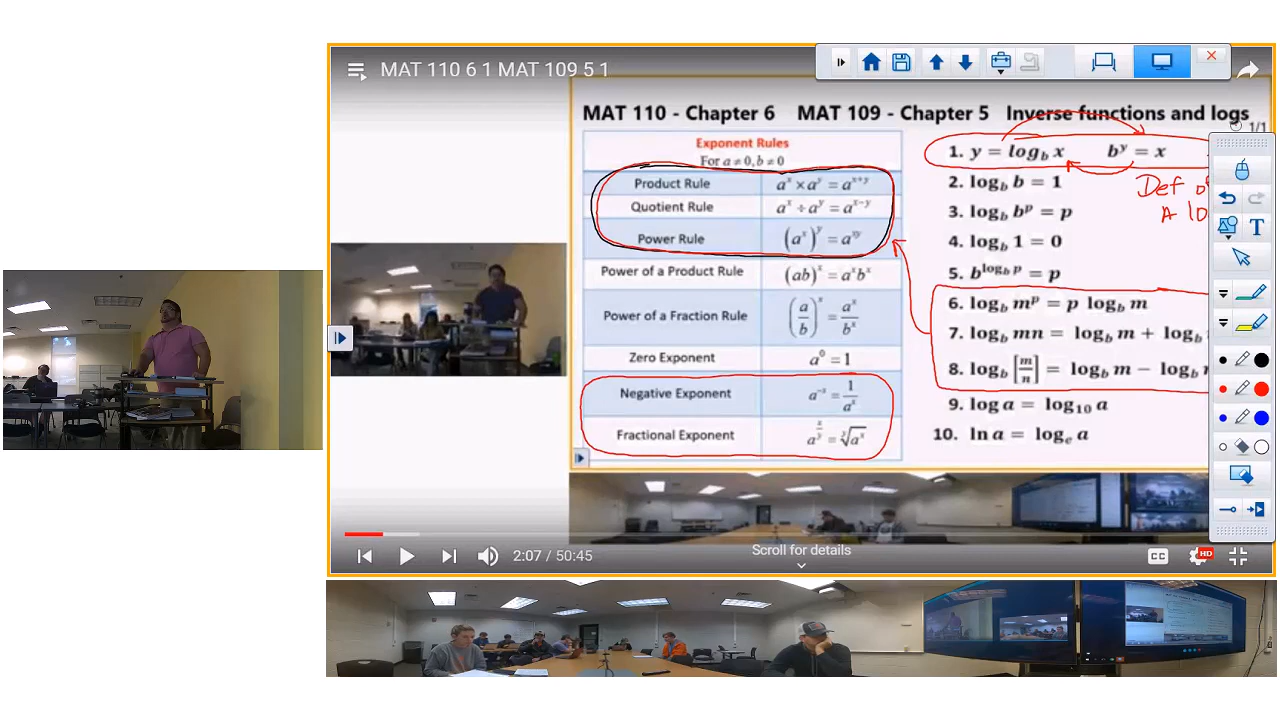 MAT 110 6 1 MAT 109 5 1
MAT 110 - Chapter 6 MAT 109 - Chapter 5 Inverse functions and logs
1/1
Exponent Rules
For a ≠ 0, b ≠ 0
Product Rule a^x × a^y = a^{x+y}
Quotient Rule a^x ÷ a^y = a^{x−y}
Power Rule (a^x)^y = a^{xy}
Power of a Product Rule (ab)^x = a^x b^x
Power of a Fraction Rule (a/b)^x = a^x/b^x
Zero Exponent a^0 = 1
Negative Exponent a^{−x} = 1/a^x
Fractional Exponent a^{x/y} = \sqrt[y]{a^x}
1. y = log_b x b^y = x
Def
A
2. log_b b = 1
3. log_b b^p = p
4. log_b 1 = 0
5. b^{log_b p} = p
6. log_b m^p = p log_b m
7. log_b mn = log_b m + log_b
8. log_b [m/n] = log_b m − log_b
9. log a = log_10 a
10. ln a = log_e a
T
2:07 / 50:45
Scroll for details
CC
HD